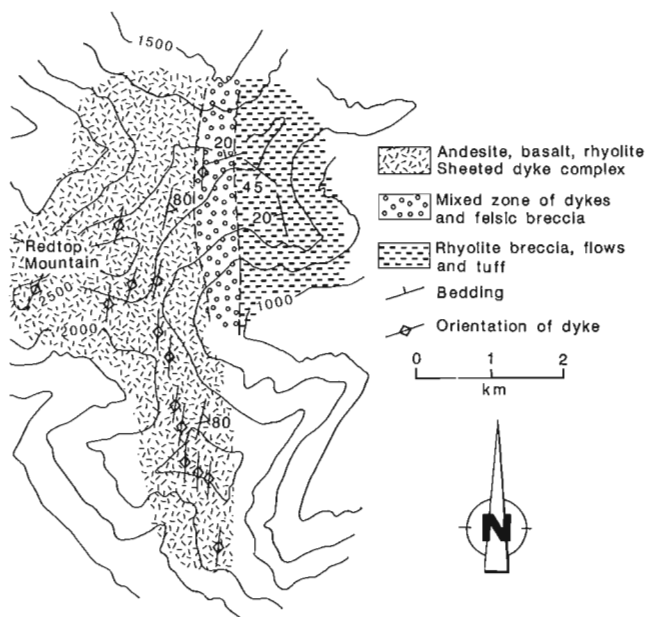 1500
20
80
45
20
Redtop
Mountain
2500
2000
1000
80
Andesite, basalt, rhyolite
Sheeted dyke complex
Mixed zone of dykes
and felsic breccia
Rhyolite breccia, flows
and tuff
Bedding
Orientation of dyke
0 1 2
km
N